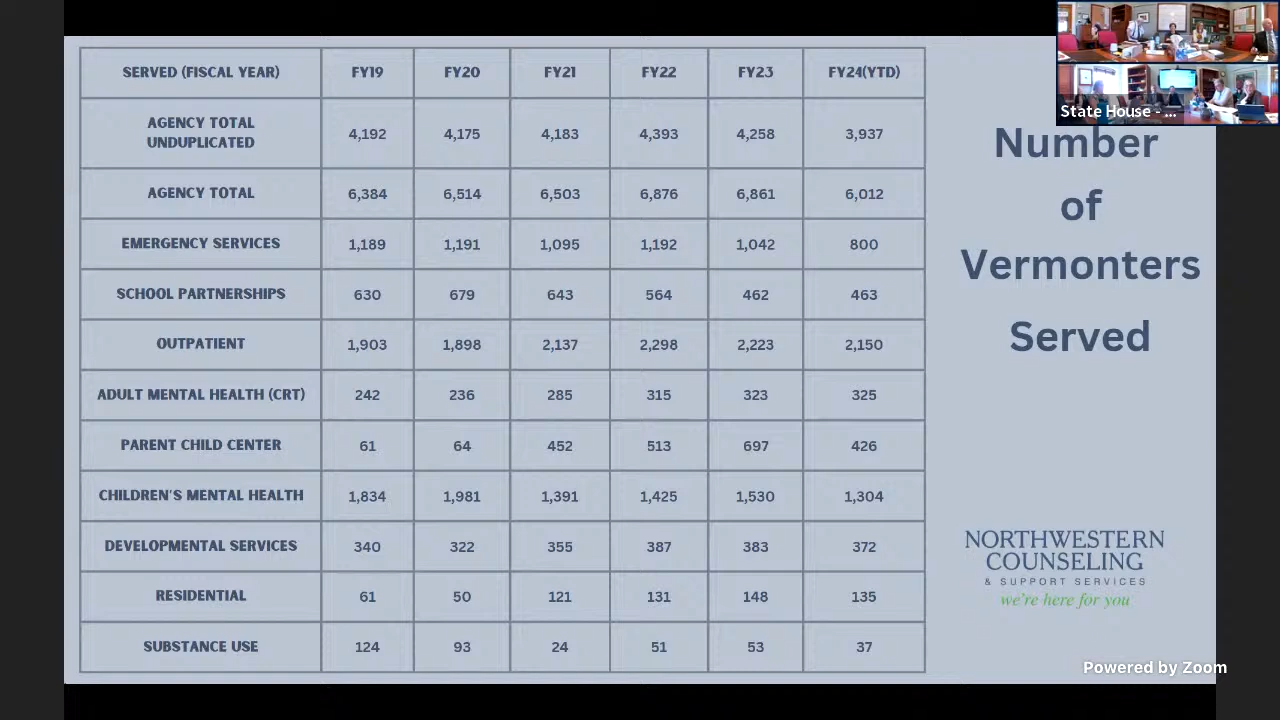 SERVED (FISCAL YEAR) FY19 FY20 FY21 FY22 FY23 FY24(YTD)
AGENCY TOTAL
UNDUPLICATED 4,192 4,175 4,183 4,393 4,258 3,937
AGENCY TOTAL 6,384 6,514 6,503 6,876 6,861 6,012
EMERGENCY SERVICES 1,189 1,191 1,095 1,192 1,042 800
SCHOOL PARTNERSHIPS 630 679 643 564 462 463
OUTPATIENT 1,903 1,898 2,137 2,298 2,223 2,150
ADULT MENTAL HEALTH (CRT) 242 236 285 315 323 325
PARENT CHILD CENTER 61 64 452 513 697 426
CHILDREN'S MENTAL HEALTH 1,834 1,981 1,391 1,425 1,530 1,304
DEVELOPMENTAL SERVICES 340 322 355 387 383 372
RESIDENTIAL 61 50 121 131 148 135
SUBSTANCE USE 124 93 24 51 53 37
State House - ...
Number
of
Vermonters
Served
NORTHWESTERN
COUNSELING
& SUPPORT SERVICES
we're here for you
Powered by Zoom